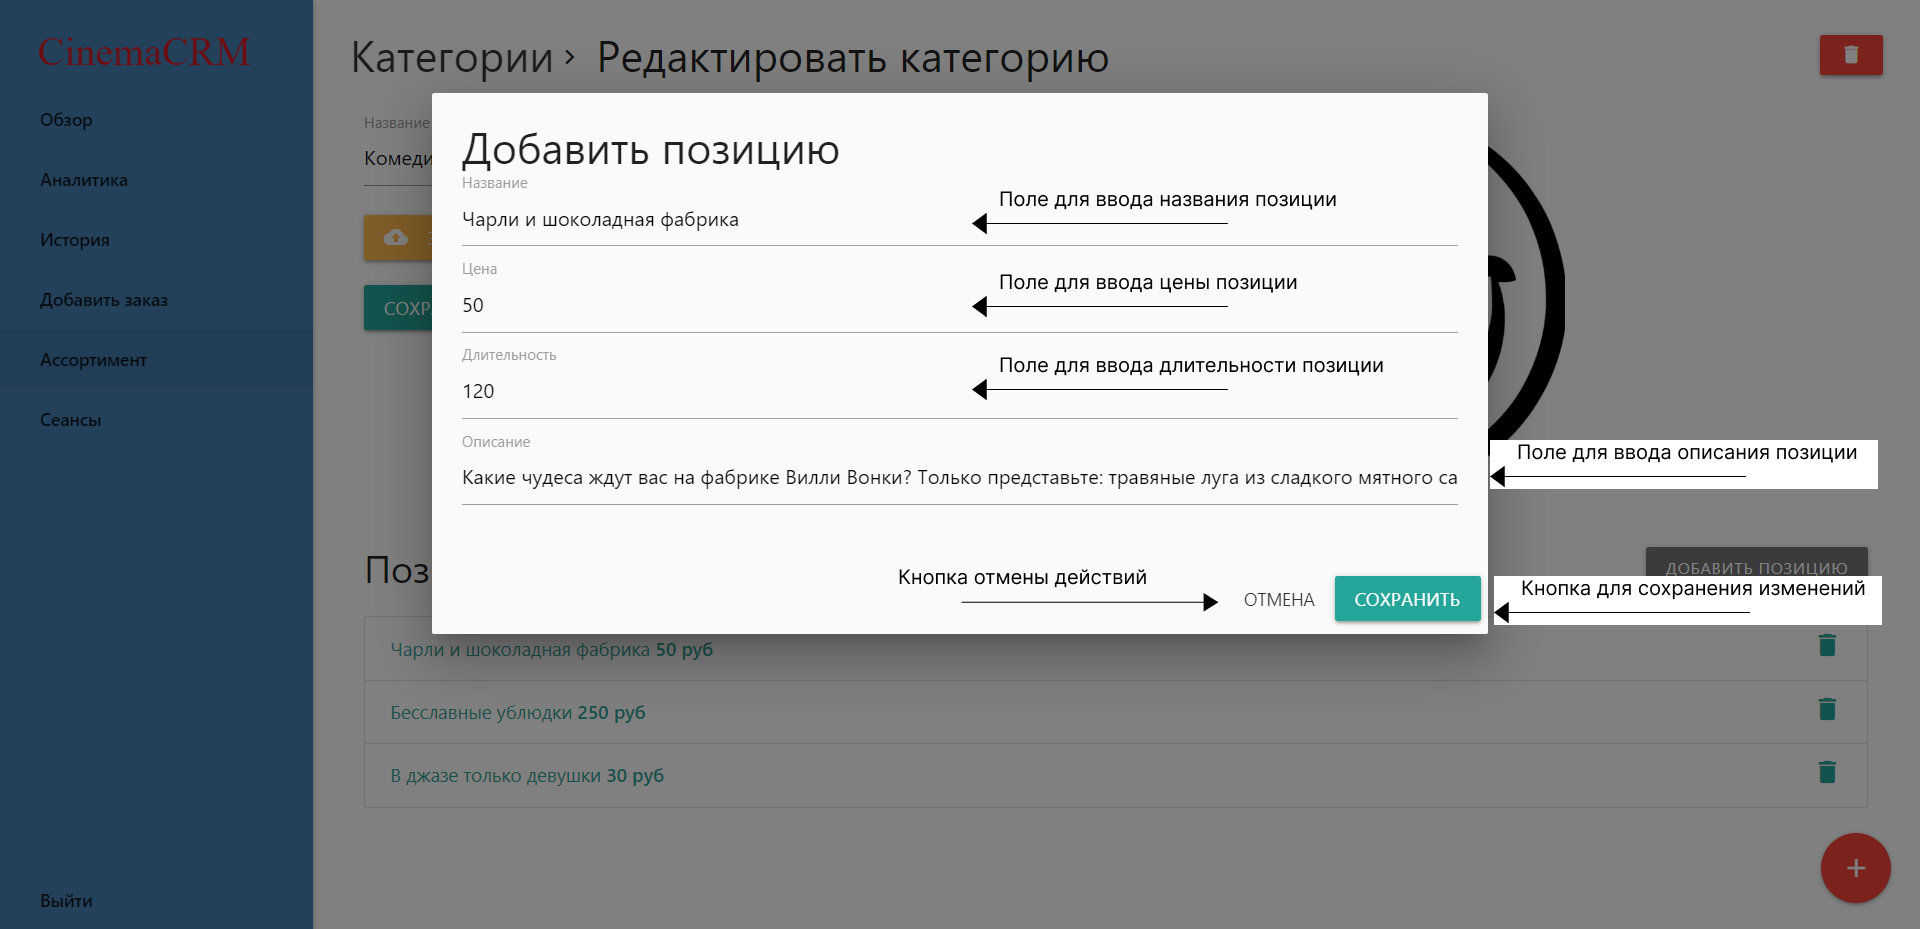 CinemaCRM
Обзор
Аналитика
История
Добавить заказ
Ассортимент
Сеансы
Выйти
Категории › Редактировать категорию
Название
Комеди
СОХР
Добавить позицию
Название
Чарли и шоколадная фабрика
Поле для ввода названия позиции
Цена
50
Поле для ввода цены позиции
Длительность
120
Поле для ввода длительности позиции
Описание
Какие чудеса ждут вас на фабрике Вилли Вонки? Только представьте: травяные луга из сладкого мятного са
Поле для ввода описания позиции
Кнопка отмены действий
ОТМЕНА
СОХРАНИТЬ
Кнопка для сохранения изменений
Поз
ДОБАВИТЬ ПОЗИЦИЮ
Чарли и шоколадная фабрика 50 руб
Бесславные ублюдки 250 руб
В джазе только девушки 30 руб